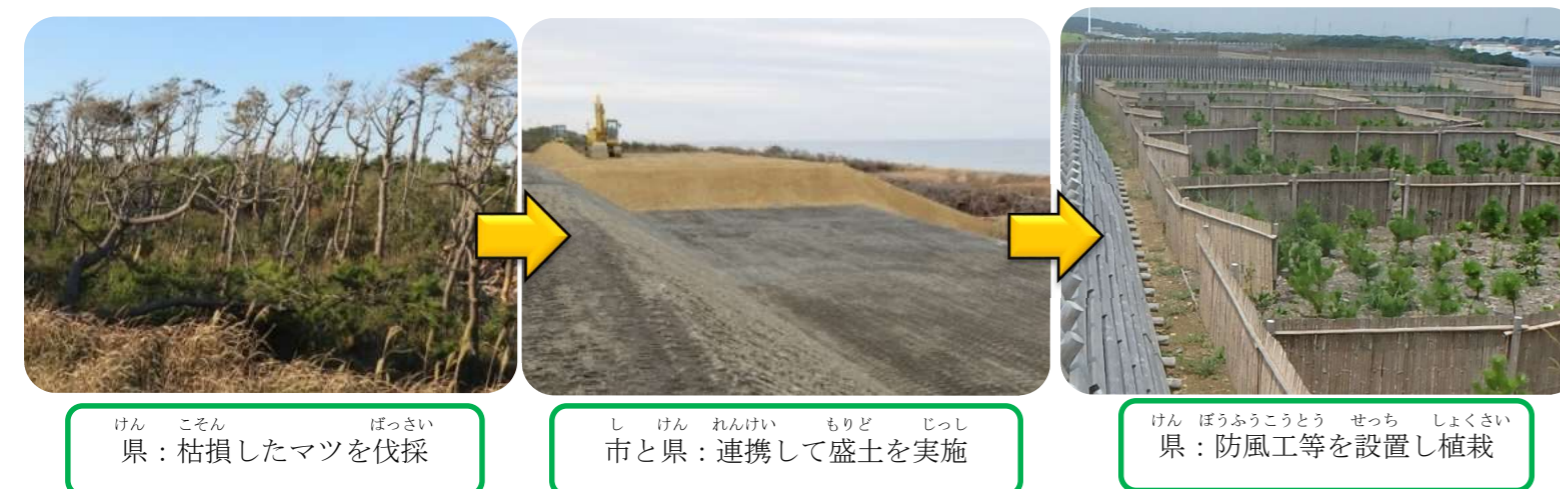 けん こそん ばっさい
県：枯損したマツを伐採
し けん れんけい もりど じっし
市と県：連携して盛土を実施
けん ぼうふうこうとう せっち しょくさい
県：防風工等を設置し植栽